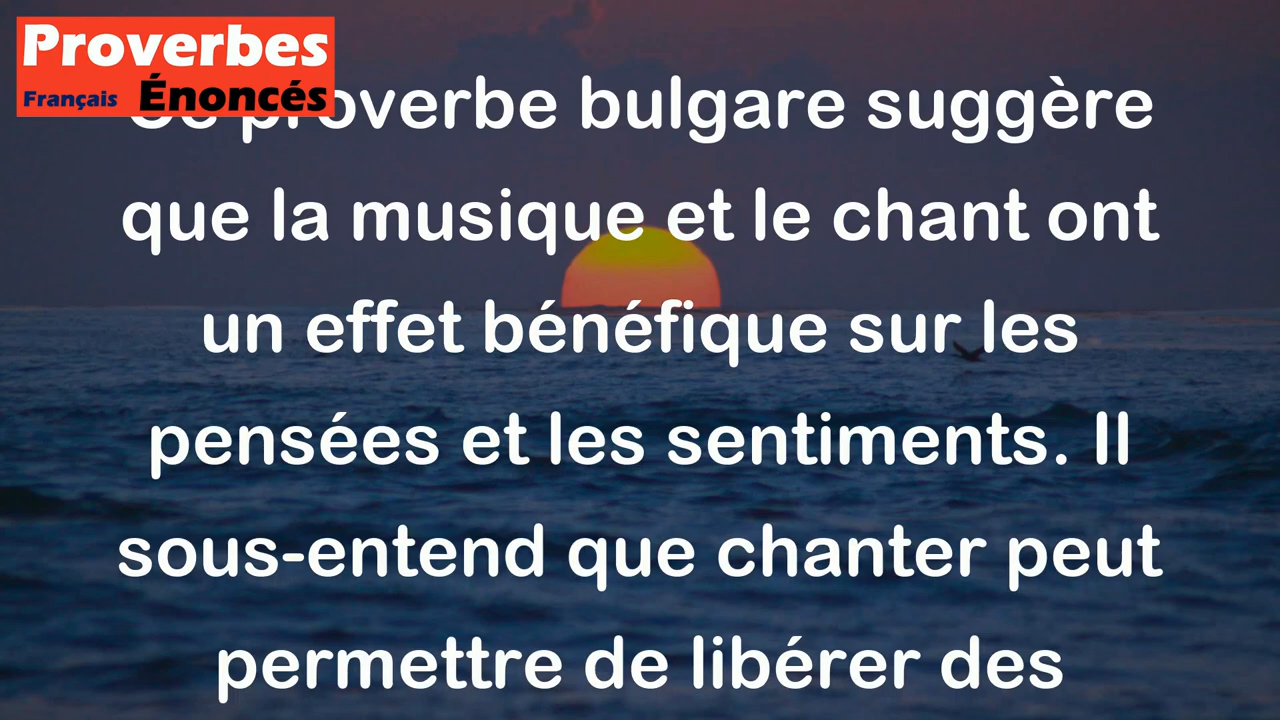 Proverbes
Français Énoncés
proverbe bulgare suggère
que la musique et le chant ont
un effet bénéfique sur les
pensées et les sentiments. Il
sous-entend que chanter peut
permettre de libérer des